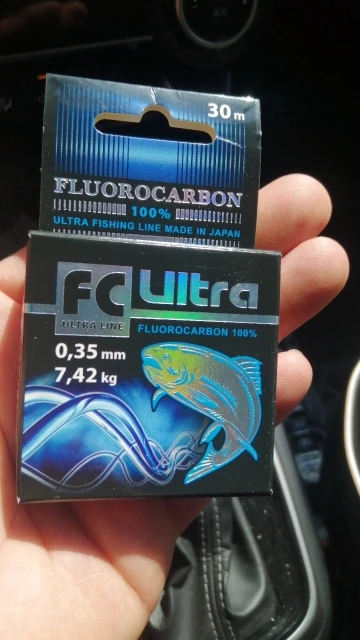 30 m
FLUOROCARBON
100%
ULTRA FISHING LINE MADE IN JAPAN
FC Ultra
ULTRA LINE
FLUOROCARBON 100%
0,35 mm
7,42 kg